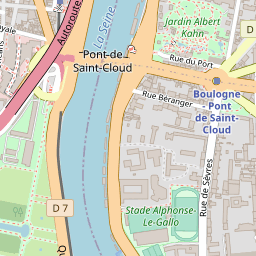 Autoroute
La Seine
Jardin Albert
Kahn
D
Rue du Port
Pont de
Saint-Cloud
Boulogne
- Pont
de Saint-
Cloud
Rue Béranger
Rue de Sèvres
D 7
Stade Alphonse-
Le-Gallo